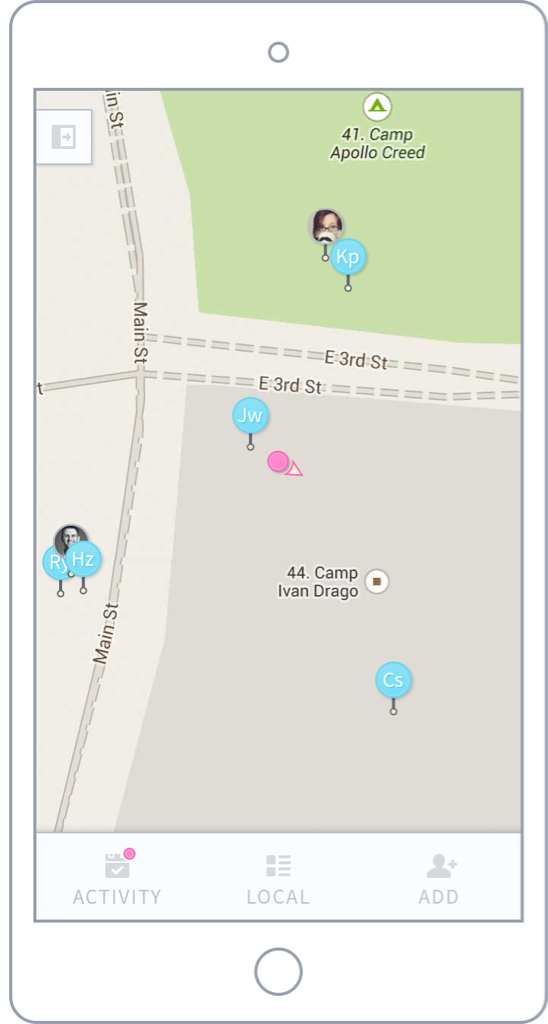 in St
41. Camp
Apollo Creed
Kp
Main St
E 3rd St
t
E 3rd St
Jw
Ry
Hz
44. Camp
Ivan Drago
Main St
Cs
ACTIVITY
LOCAL
ADD